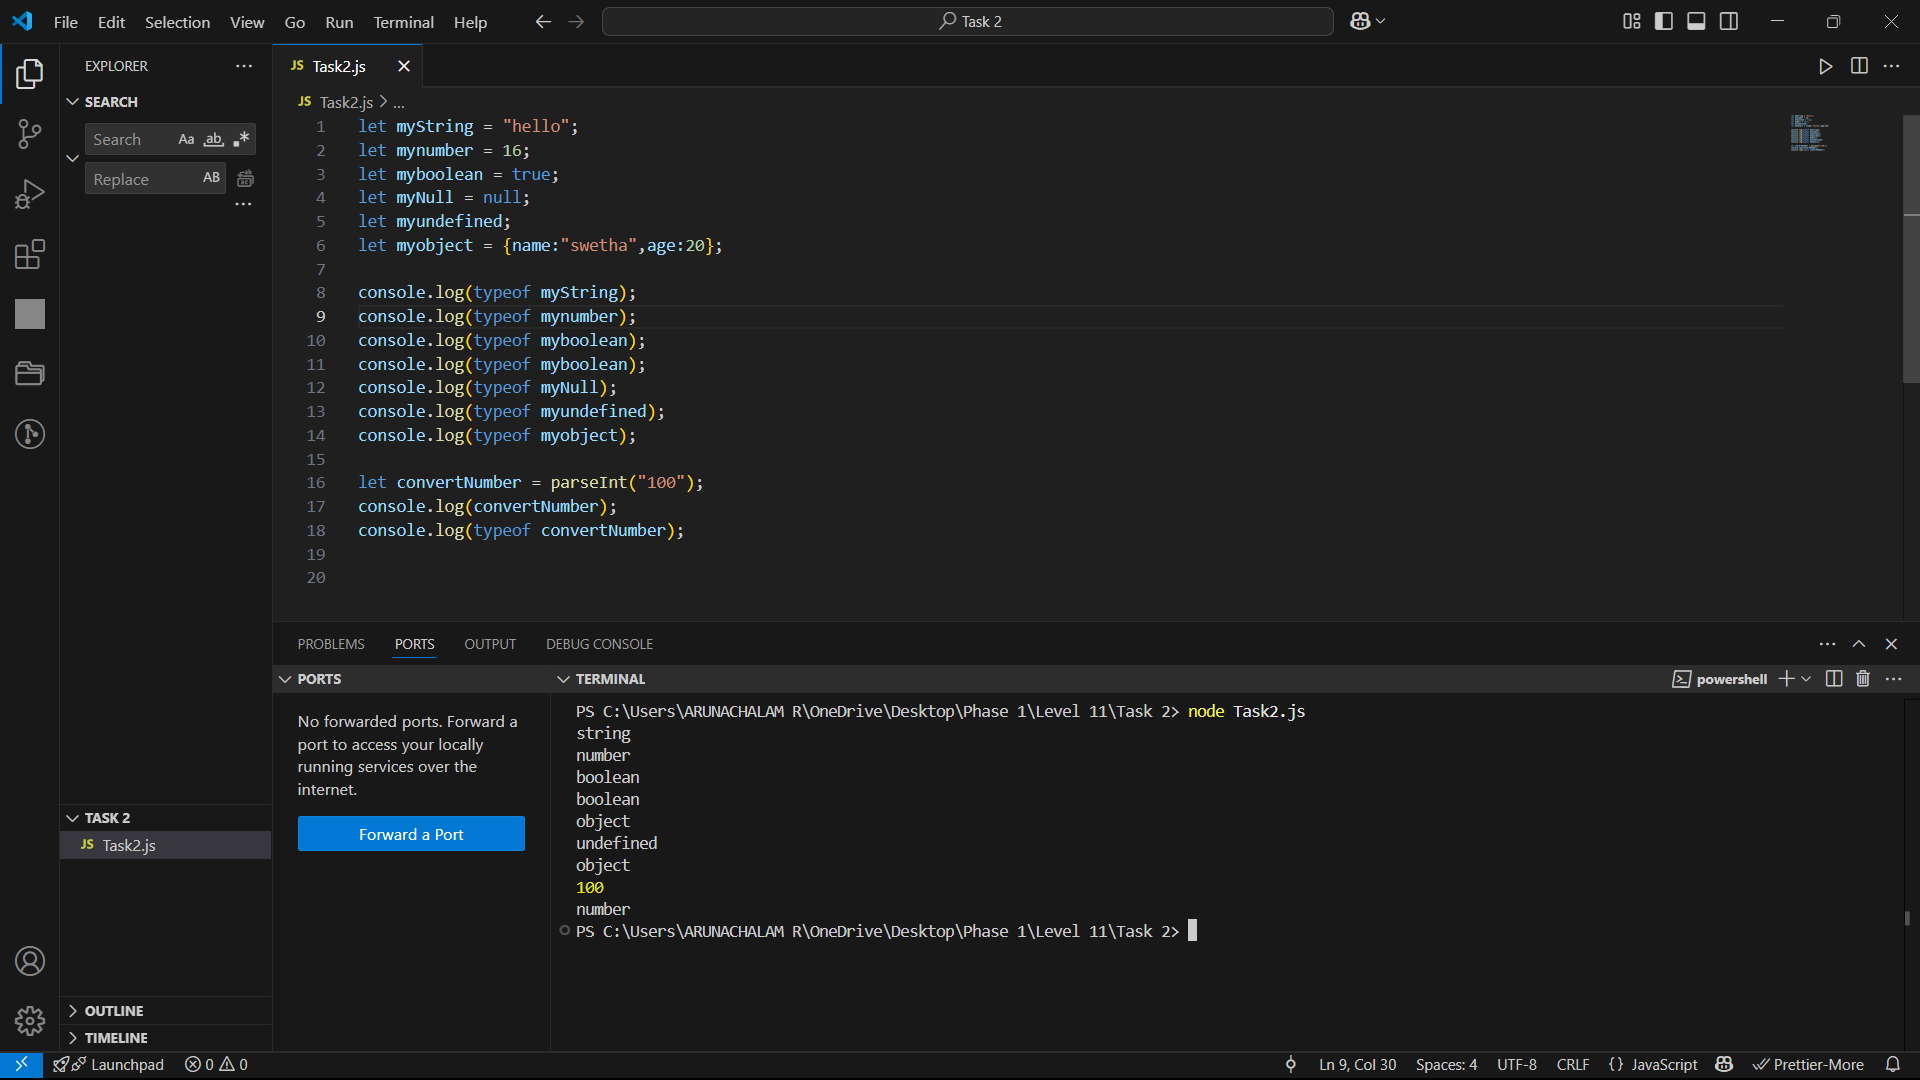 File Edit Selection View Go Run Terminal Help
Task 2
EXPLORER
SEARCH
Search Aa ab
Replace AB
TASK 2
JS Task2.js
OUTLINE
TIMELINE
JS Task2.js
JS Task2.js > ...
1 let myString = "hello";
2 let mynumber = 16;
3 let myboolean = true;
4 let myNull = null;
5 let myundefined;
6 let myobject = {name:"swetha",age:20};
7
8 console.log(typeof myString);
9 console.log(typeof mynumber);
10 console.log(typeof myboolean);
11 console.log(typeof myboolean);
12 console.log(typeof myNull);
13 console.log(typeof myundefined);
14 console.log(typeof myobject);
15
16 let convertNumber = parseInt("100");
17 console.log(convertNumber);
18 console.log(typeof convertNumber);
19
20
PROBLEMS PORTS OUTPUT DEBUG CONSOLE
PORTS
No forwarded ports. Forward a
port to access your locally
running services over the
internet.
Forward a Port
TERMINAL
powershell
PS C:\Users\ARUNACHALAM R\OneDrive\Desktop\Phase 1\Level 11\Task 2> node Task2.js
string
number
boolean
boolean
object
undefined
object
100
number
PS C:\Users\ARUNACHALAM R\OneDrive\Desktop\Phase 1\Level 11\Task 2>
Launchpad 0 0
Ln 9, Col 30 Spaces: 4 UTF-8 CRLF {} JavaScript Prettier-More